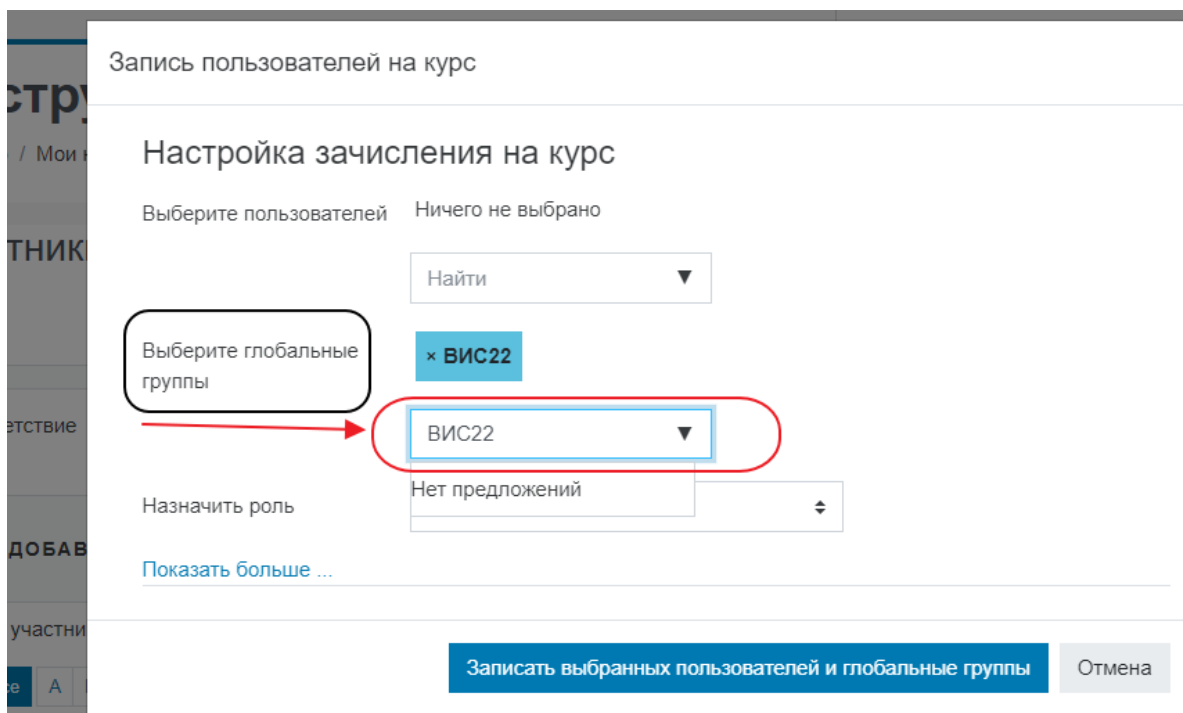 Запись пользователей на курс
стру
/ Мои к
Настройка зачисления на курс
Выберите пользователей
Ничего не выбрано
ТНИКИ
Найти ▼
Выберите глобальные
группы
× ВИС22
етствие
ВИС22 ▼
Нет предложений
Назначить роль
ДОБАВ
Показать больше ...
участни
се А
Записать выбранных пользователей и глобальные группы
Отмена